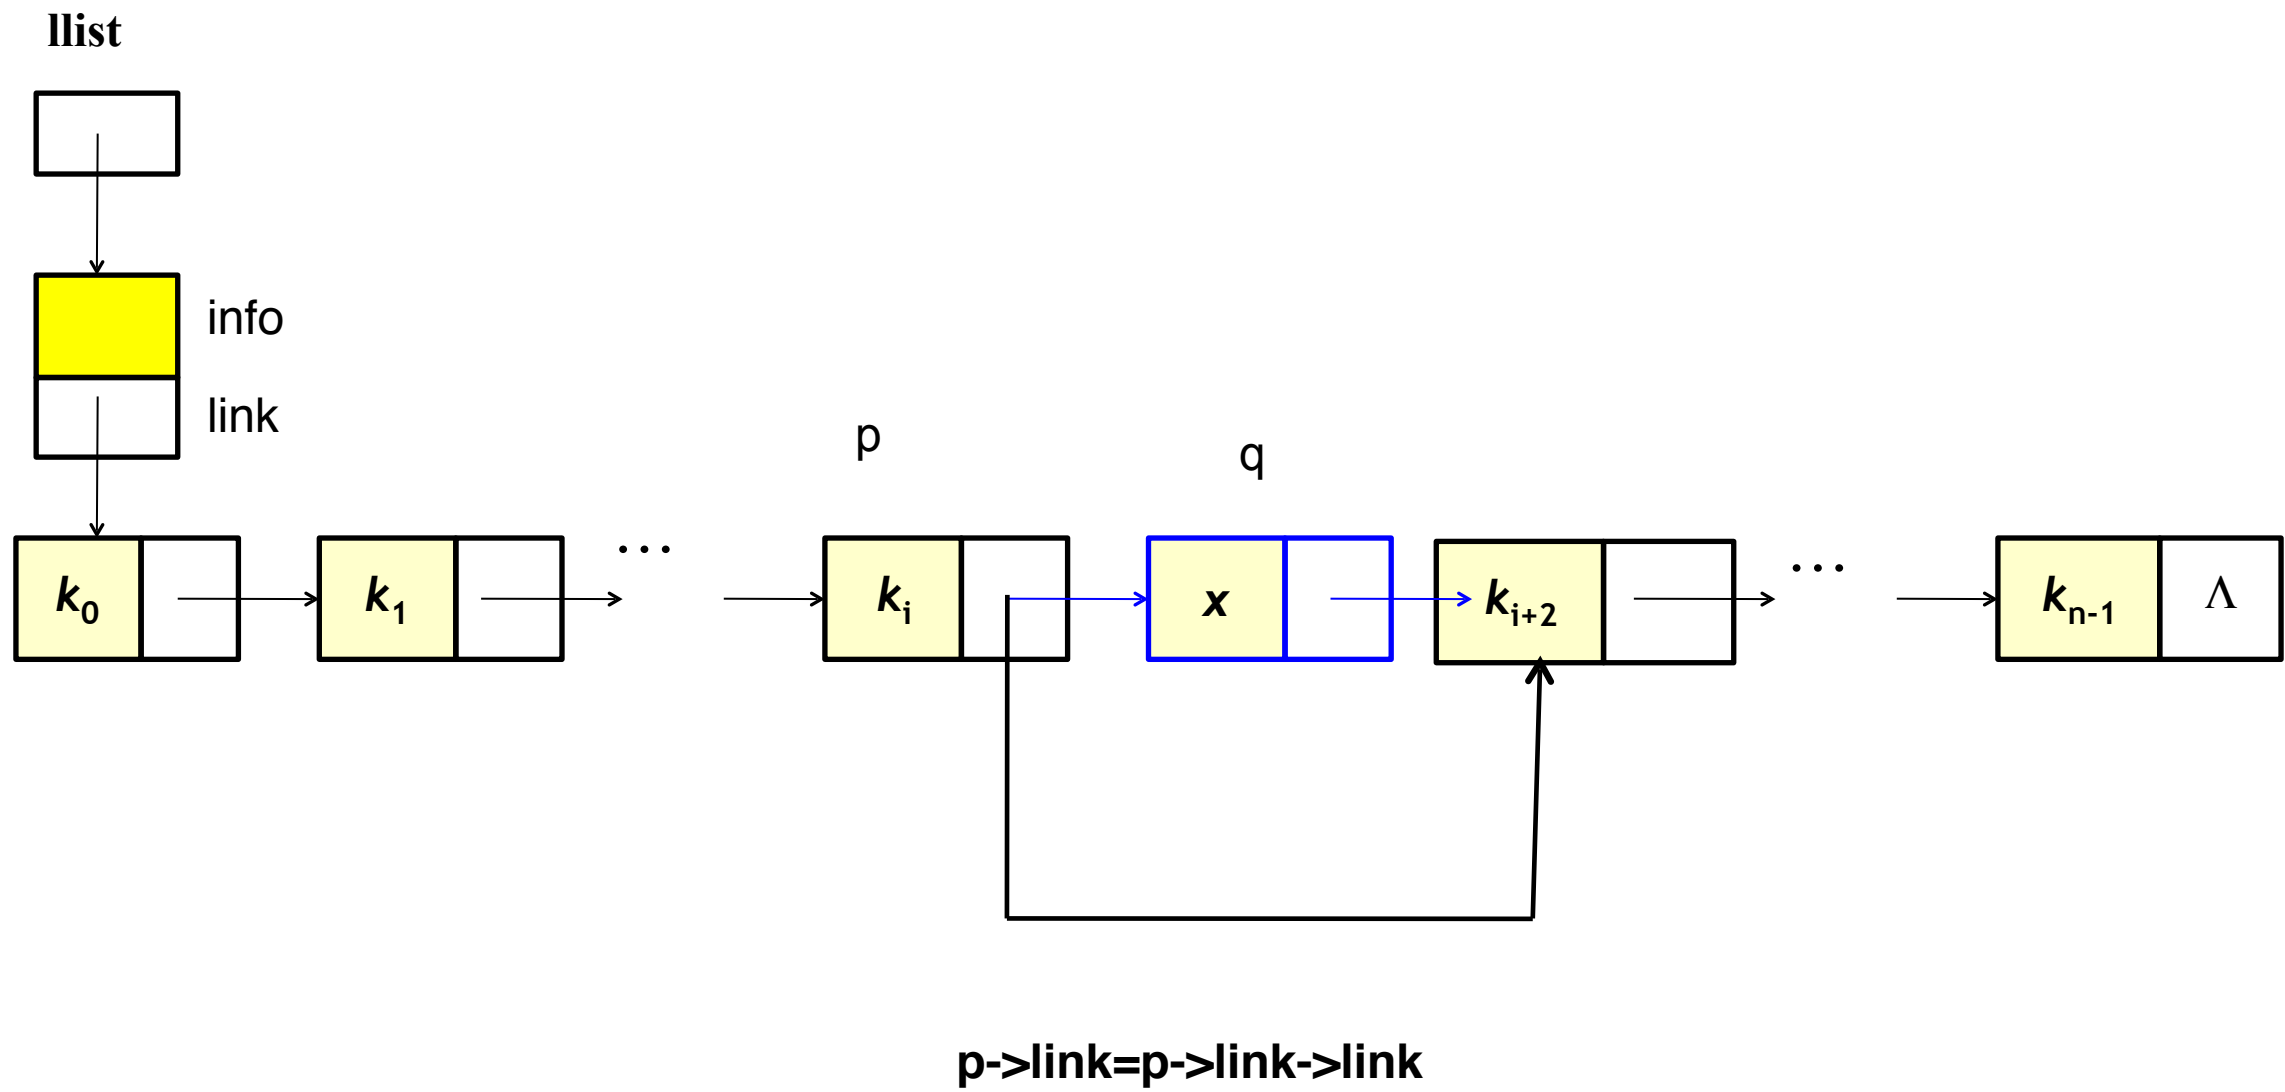 llist
info
link
p
q
k0 k1 … ki x ki+2 … kn-1 Λ
p->link=p->link->link